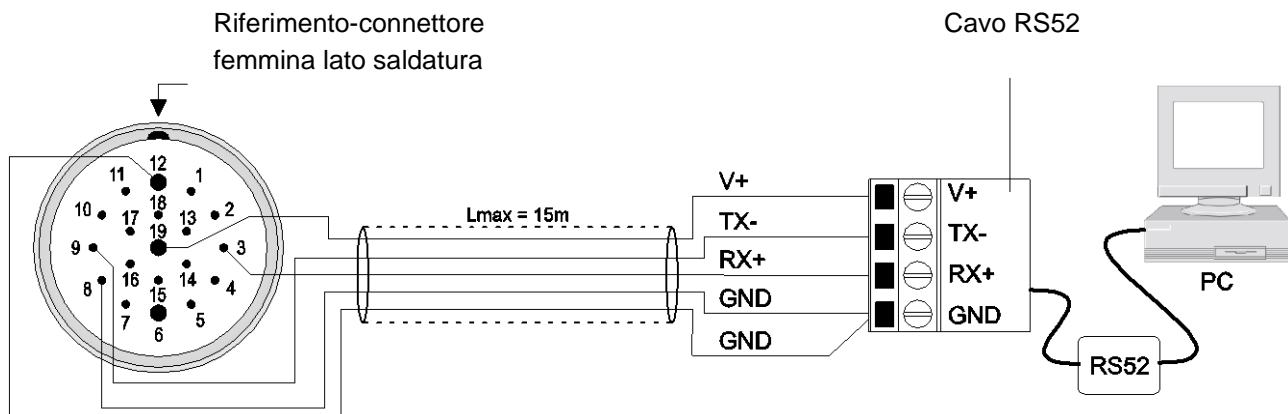 Riferimento-connettore
femmina lato saldatura
Cavo RS52
12
11
1
10
18
2
17
13
9
19
3
16
14
8
15
4
7
6
5
Lmax = 15m
V+
TX-
RX+
GND
GND
V+
TX-
RX+
GND
PC
RS52